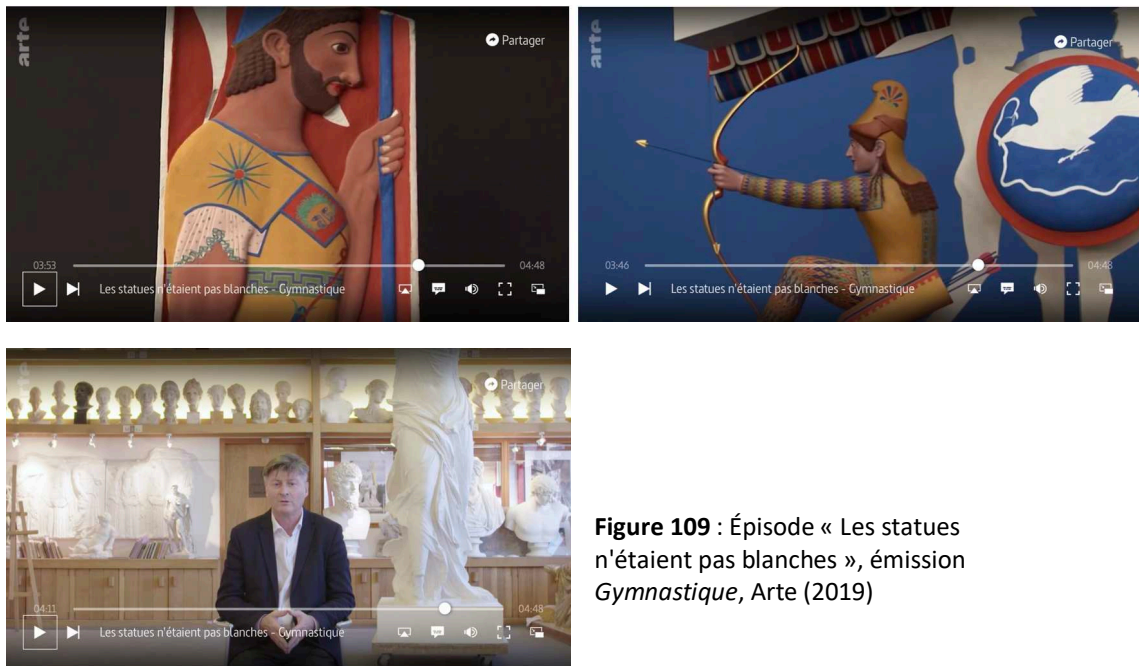 arte
Partager
03:53
04:48
Les statues n'étaient pas blanches - Gymnastique
arte
Partager
03:46
04:48
Les statues n'étaient pas blanches - Gymnastique
arte
Partager
04:11
04:48
Les statues n'étaient pas blanches - Gymnastique
Figure 109 : Épisode « Les statues
n'étaient pas blanches », émission
Gymnastique, Arte (2019)